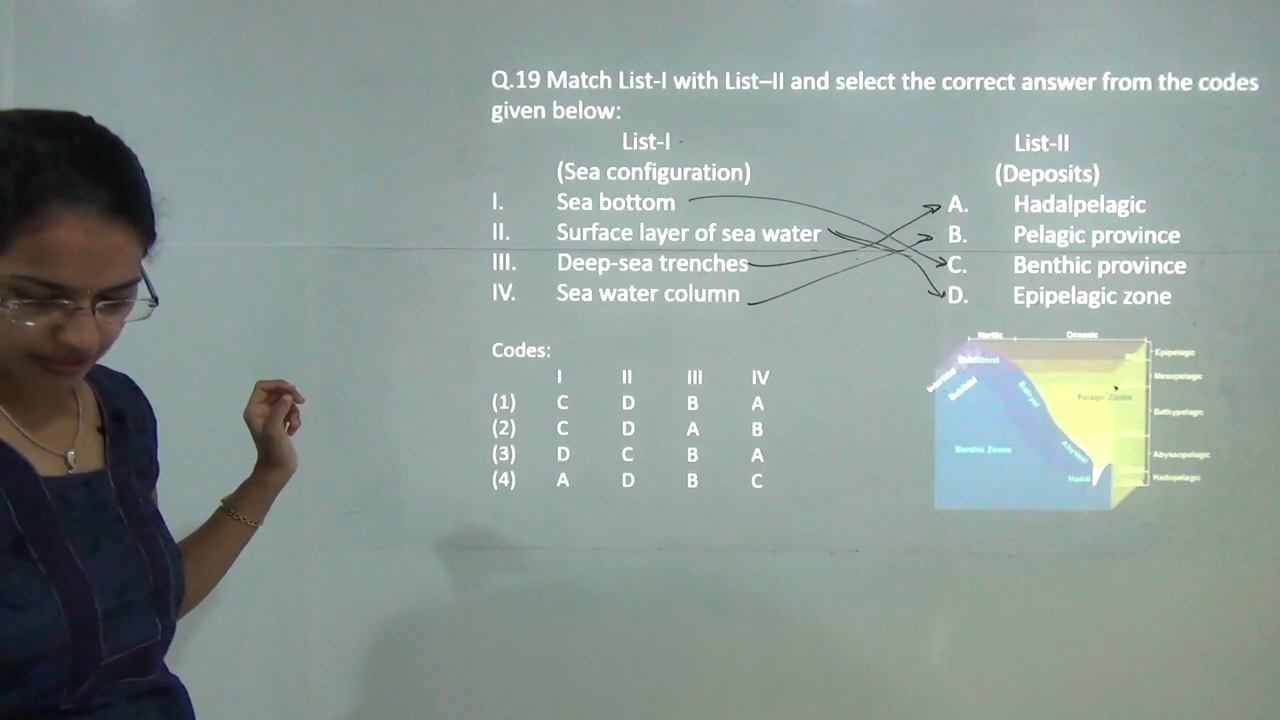 Q.19 Match List-I with List–II and select the correct answer from the codes
given below:
List-I List-II
(Sea configuration) (Deposits)
I. Sea bottom A. Hadalpelagic
II. Surface layer of sea water B. Pelagic province
III. Deep-sea trenches C. Benthic province
IV. Sea water column D. Epipelagic zone
Codes:
I II III IV
(1) C D B A
(2) C D A B
(3) D C B A
(4) A D B C
Neritic Oceanic
Epipelagic
Mesopelagic
Pelagic Zones
Bathyal
Bathypelagic
Benthic Zones
Abyssal
Abyssopelagic
Hadal
Hadopelagic